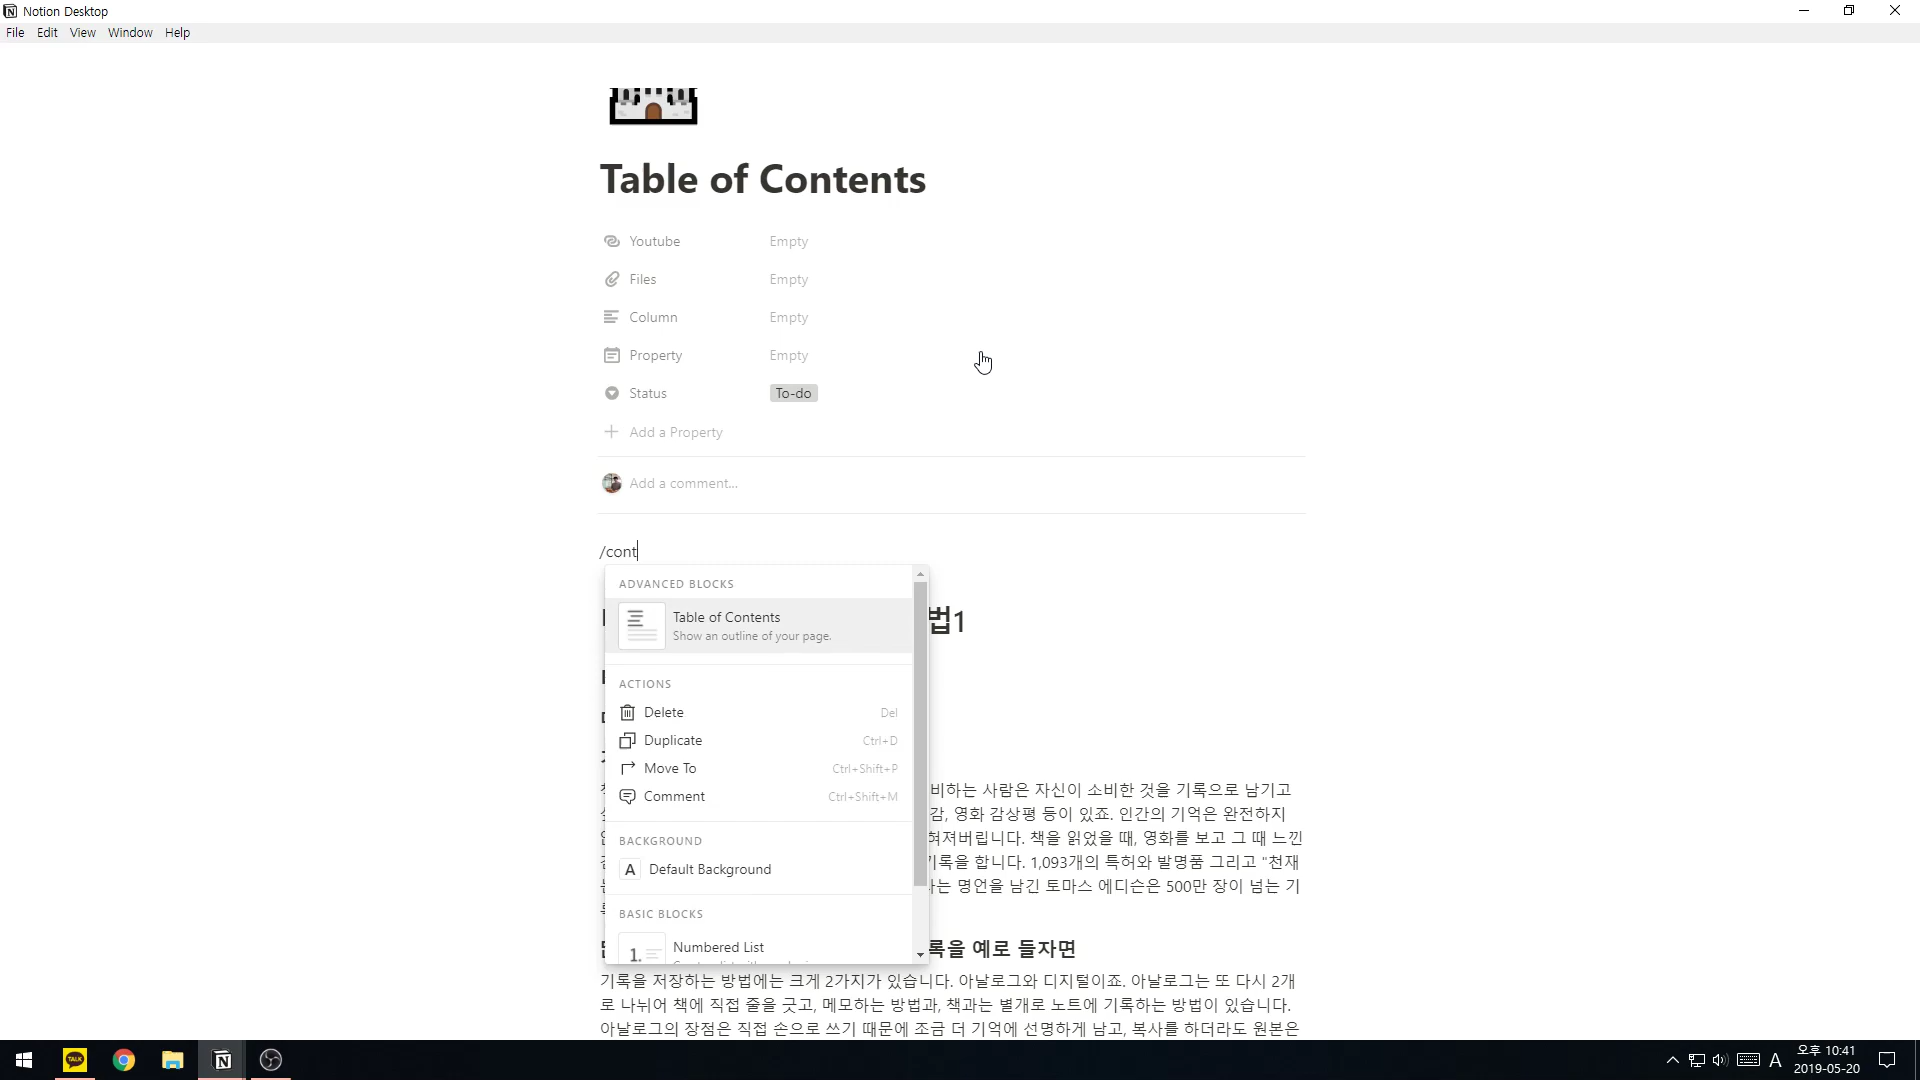 Notion Desktop
File Edit View Window Help
Table of Contents
Youtube Empty
Files Empty
Column Empty
Property Empty
Status To-do
Add a Property
Add a comment...
/cont
ADVANCED BLOCKS
Table of Contents
Show an outline of your page.
법1
ACTIONS
Delete Del
Duplicate Ctrl+D
Move To Ctrl+Shift+P
Comment Ctrl+Shift+M
비하는 사람은 자신이 소비한 것을 기록으로 남기고
감, 영화 감상평 등이 있죠. 인간의 기억은 완전하지
혀져버립니다. 책을 읽었을 때, 영화를 보고 그 때 느낀
기록을 합니다. 1,093개의 특허와 발명품 그리고 "천재
라는 명언을 남긴 토마스 에디슨은 500만 장이 넘는 기
BACKGROUND
A Default Background
BASIC BLOCKS
1. Numbered List
록을 예로 들자면
기록을 저장하는 방법에는 크게 2가지가 있습니다. 아날로그와 디지털이죠. 아날로그는 또 다시 2개
로 나뉘어 책에 직접 줄을 긋고, 메모하는 방법과, 책과는 별개로 노트에 기록하는 방법이 있습니다.
아날로그의 장점은 직접 손으로 쓰기 때문에 조금 더 기억에 선명하게 남고, 복사를 하더라도 원본은
TALK
A
오후 10:41
2019-05-20